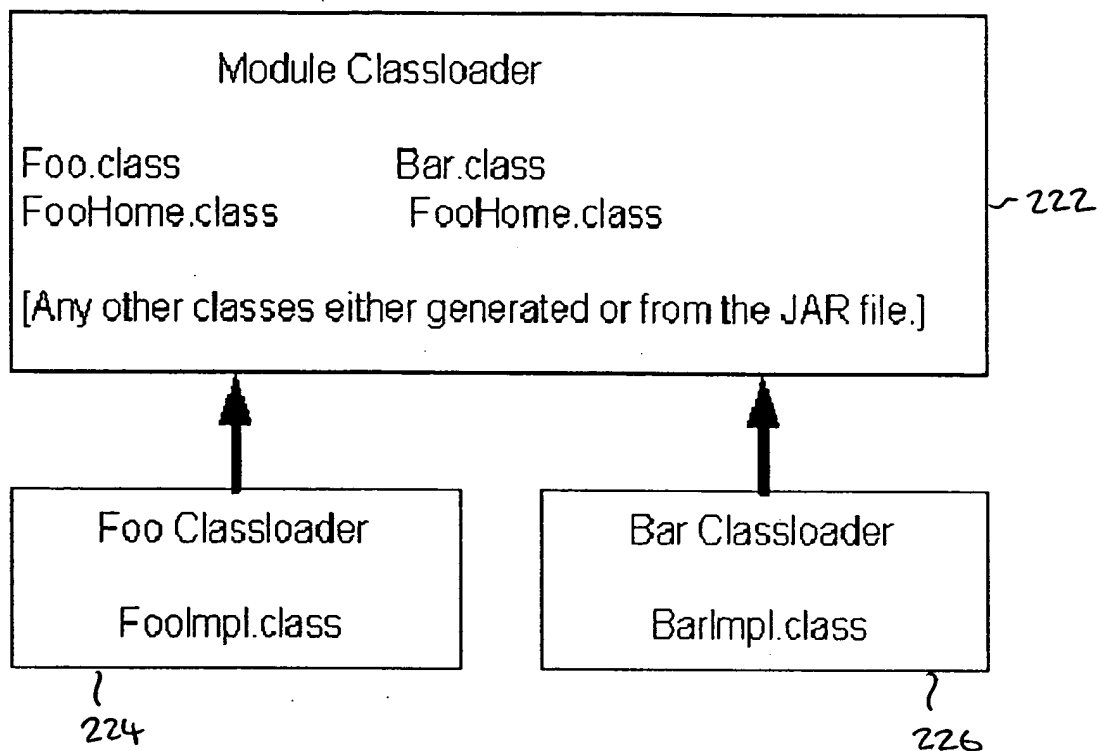 Module Classloader
Foo.class Bar.class
FooHome.class FooHome.class
222
[Any other classes either generated or from the JAR file.]
Foo Classloader
FooImpl.class
Bar Classloader
BarImpl.class
224
226